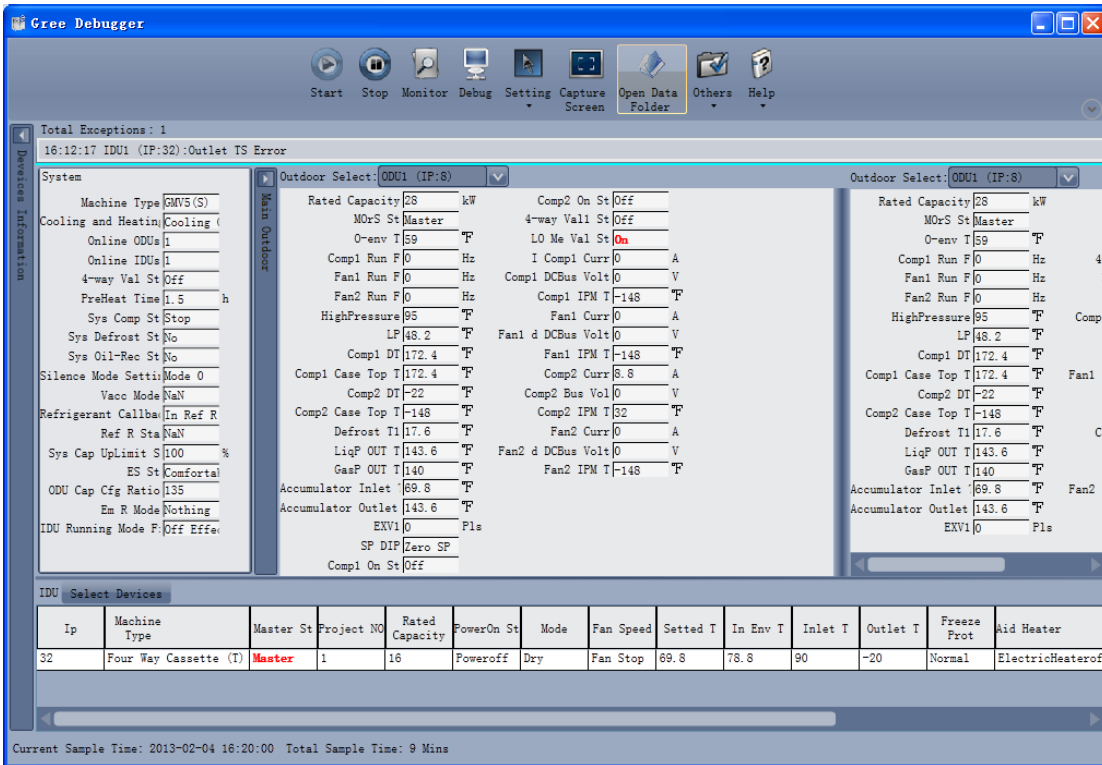 Gree Debugger
Start Stop Monitor Debug Setting Capture Screen Open Data Folder Others Help
Total Exceptions: 1
16:12:17 IDU1 (IP:32):Outlet TS Error
Deveices Information
System
Machine Type GMV5(S)
Cooling and Heatin Cooling (
Online ODUs 1
Online IDUs 1
4-way Val St Off
PreHeat Time 1.5 h
Sys Comp St Stop
Sys Defrost St No
Sys Oil-Rec St No
Silence Mode Settin Mode 0
Vacc Mode NaN
Refrigerant Callba In Ref R
Ref R Sta NaN
Sys Cap UpLimit S 100 %
ES St Comfortal
ODU Cap Cfg Ratio 135
Em R Mode Nothing
IDU Running Mode F: Off Effe
Main Outdoor
Outdoor Select: ODU1 (IP:8)
Rated Capacity 28 kW
MOrS St Master
O-env T 59 ℉
Comp1 Run F 0 Hz
Fan1 Run F 0 Hz
Fan2 Run F 0 Hz
HighPressure 95 ℉
LP 48.2 ℉
Comp1 DT 172.4 ℉
Comp1 Case Top T 172.4 ℉
Comp2 DT -22 ℉
Comp2 Case Top T -148 ℉
Defrost T1 17.6 ℉
LiqP OUT T 143.6 ℉
GasP OUT T 140 ℉
Accumulator Inlet 69.8 ℉
Accumulator Outlet 143.6 ℉
EXV1 0 Pls
SP DIP Zero SP
Comp1 On St Off
Comp2 On St Off
4-way Val1 St Off
LO Me Val St On
I Comp1 Curr 0 A
Comp1 DCBus Volt 0 V
Comp1 IPM T -148 ℉
Fan1 Curr 0 A
Fan1 d DCBus Volt 0 V
Fan1 IPM T -148 ℉
Comp2 Curr 8.8 A
Comp2 Bus Vol 0 V
Comp2 IPM T 32 ℉
Fan2 Curr 0 A
Fan2 d DCBus Volt 0 V
Fan2 IPM T -148 ℉
Outdoor Select: ODU1 (IP:8)
Rated Capacity 28 kW
MOrS St Master
O-env T 59 ℉
Comp1 Run F 0 Hz 4
Fan1 Run F 0 Hz
Fan2 Run F 0 Hz
HighPressure 95 ℉ Comp
LP 48.2 ℉
Comp1 DT 172.4 ℉
Comp1 Case Top T 172.4 ℉ Fan1
Comp2 DT -22 ℉
Comp2 Case Top T -148 ℉
Defrost T1 17.6 ℉ C
LiqP OUT T 143.6 ℉
GasP OUT T 140 ℉
Accumulator Inlet 69.8 ℉ Fan2
Accumulator Outlet 143.6 ℉
EXV1 0 Pls
IDU Select Devices
Ip Machine Type Master St Project NO Rated Capacity PowerOn St Mode Fan Speed Setted T In Env T Inlet T Outlet T Freeze Prot Aid Heater
32 Four Way Cassette (T) Master 1 16 Poweroff Dry Fan Stop 69.8 78.8 90 -20 Normal ElectricHeaterof
Current Sample Time: 2013-02-04 16:20:00 Total Sample Time: 9 Mins